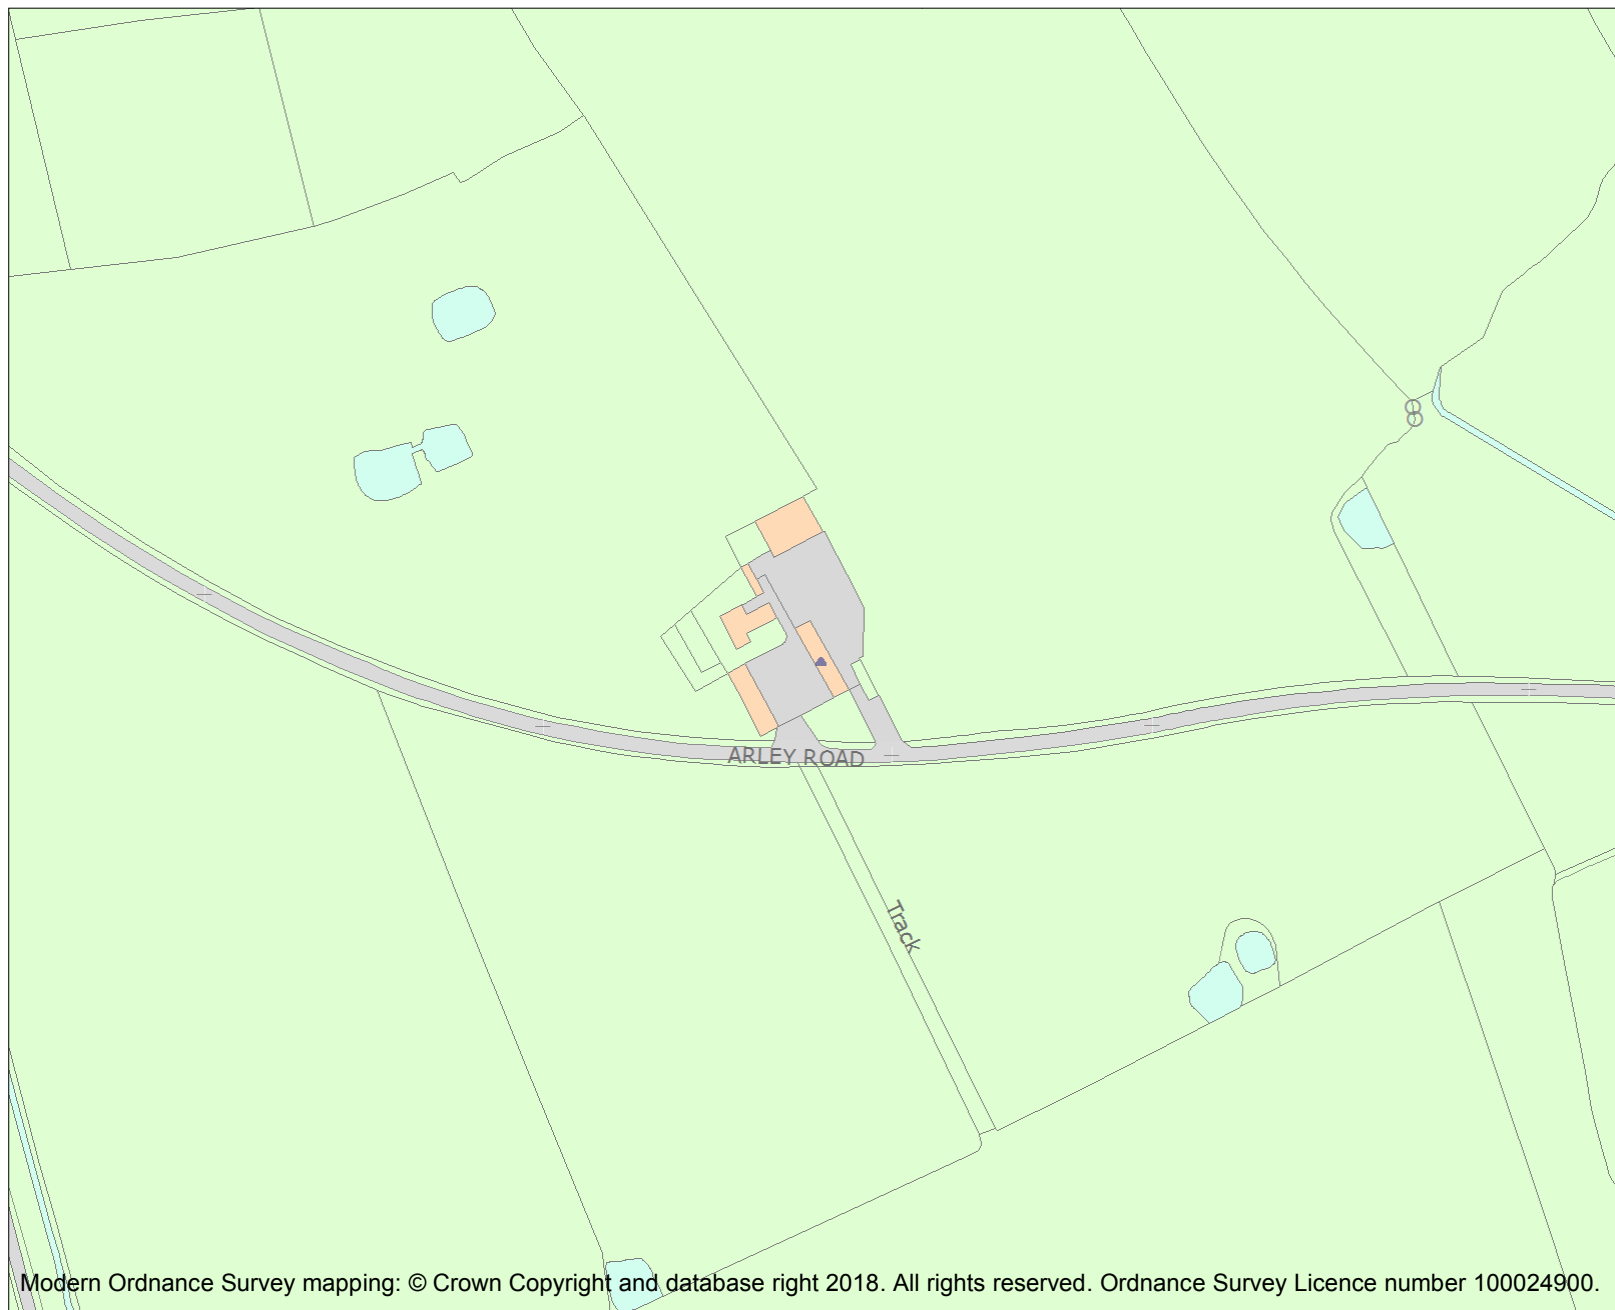 ARLEY ROAD
Track
Modern Ordnance Survey mapping: © Crown Copyright and database right 2018. All rights reserved. Ordnance Survey Licence number 100024900.